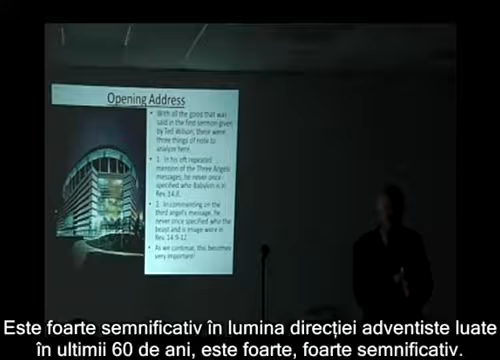 Opening Address
• With all the good that was
said in the first sermon given
by Ted Wilson, there were
three things of note to
analyze here.
• 1. In his oft repeated
mention of the Three Angels
messages, he never once
specified who Babylon is in
Rev. 14:8.
• 2. In commenting on the
third angel's message, he
never once specified who the
beast and is image were in
Rev. 14:9-12.
• As we continue, this becomes
very important!
Este foarte semnificativ în lumina direcției adventiste luate
în ultimii 60 de ani, este foarte, foarte semnificativ.